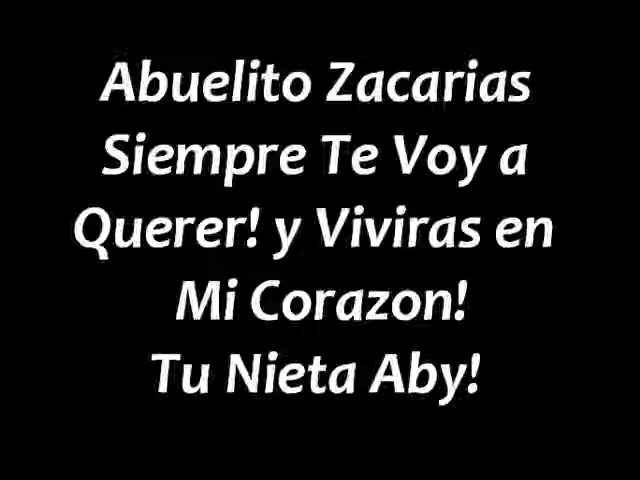 Abuelito Zacarias
Siempre Te Voy a
Querer! y Viviras en
Mi Corazon!
Tu Nieta Aby!